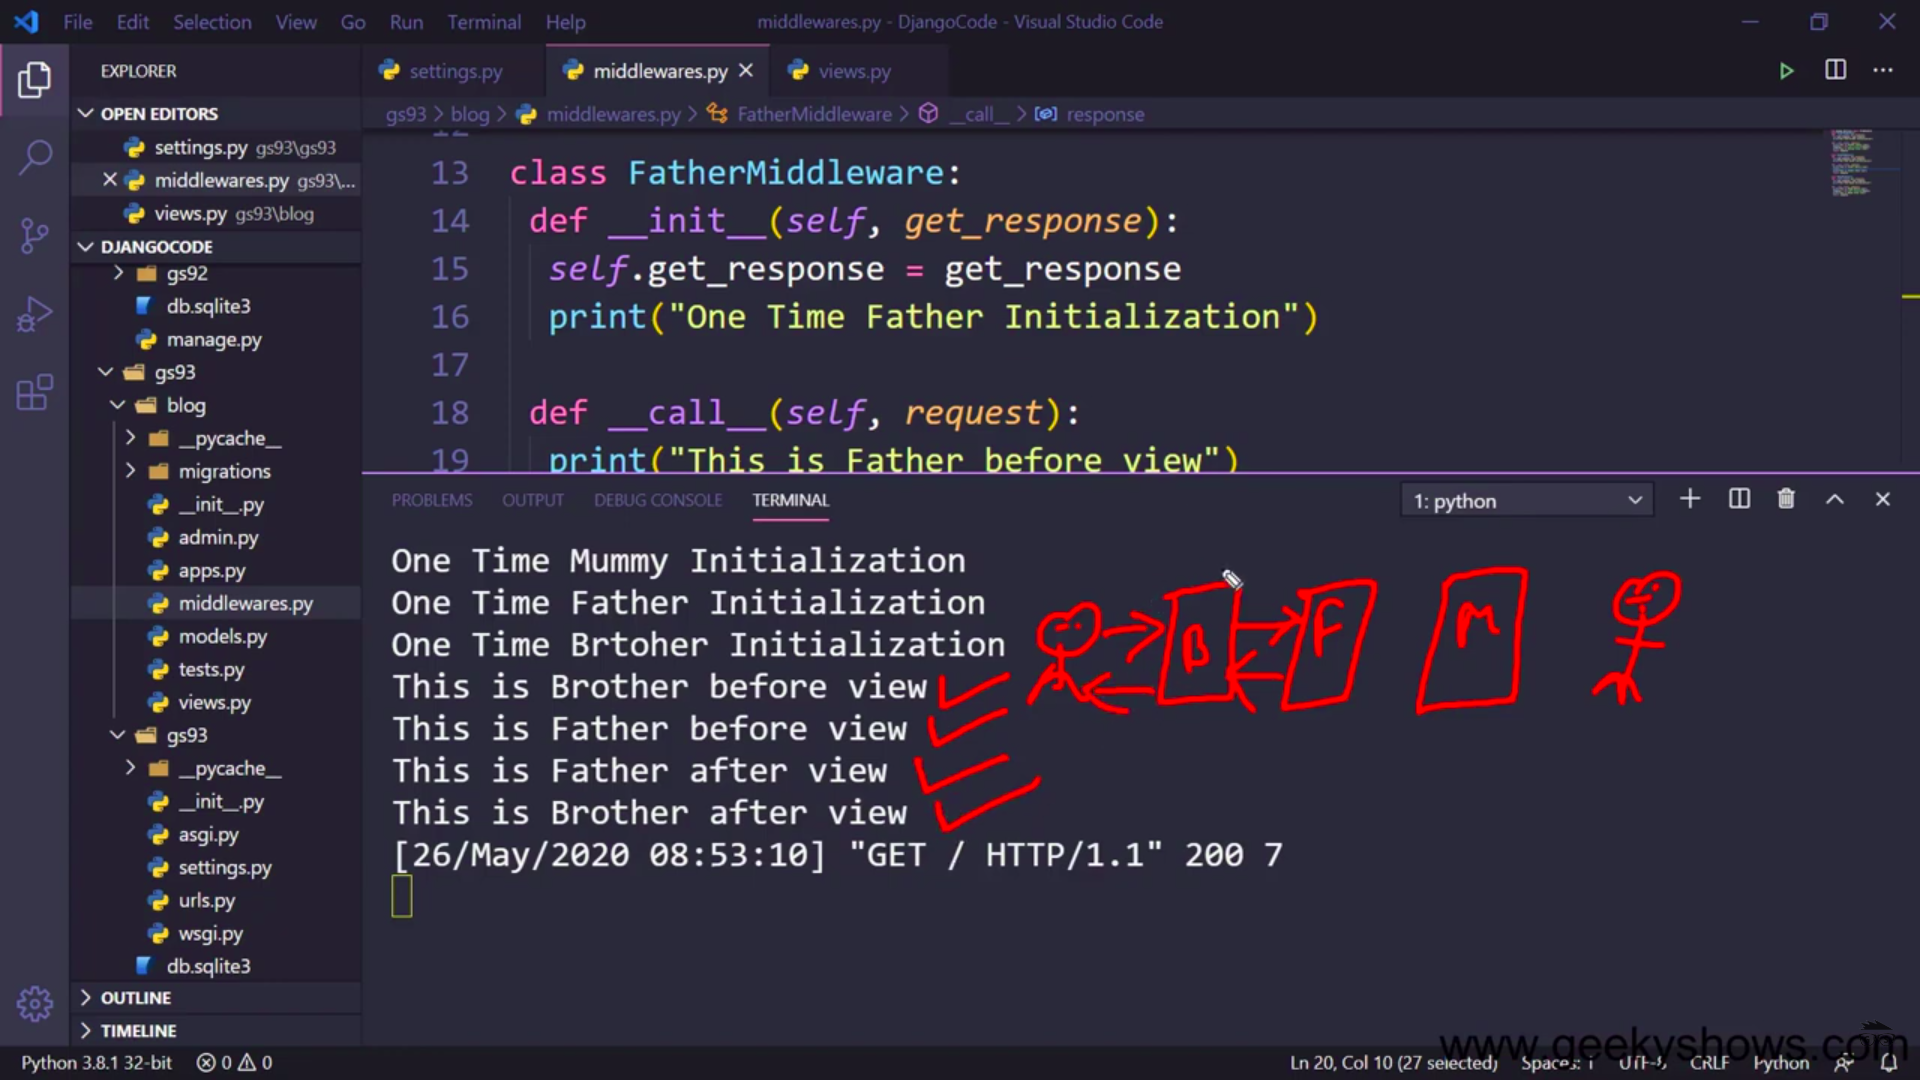 File Edit Selection View Go Run Terminal Help middlewares.py - DjangoCode - Visual Studio Code
EXPLORER
OPEN EDITORS
settings.py gs93\gs93
middlewares.py gs93\...
views.py gs93\blog
DJANGOCODE
gs92
db.sqlite3
manage.py
gs93
blog
__pycache__
migrations
__init__.py
admin.py
apps.py
middlewares.py
models.py
tests.py
views.py
gs93
__pycache__
__init__.py
asgi.py
settings.py
urls.py
wsgi.py
db.sqlite3
OUTLINE
TIMELINE
settings.py middlewares.py views.py
gs93 > blog > middlewares.py > FatherMiddleware > __call__ > response
12
13 class FatherMiddleware:
14 def __init__(self, get_response):
15 self.get_response = get_response
16 print("One Time Father Initialization")
17
18 def __call__(self, request):
19 print("This is Father before view")
PROBLEMS OUTPUT DEBUG CONSOLE TERMINAL 1: python
One Time Mummy Initialization
One Time Father Initialization
One Time Brtoher Initialization
This is Brother before view
This is Father before view
This is Father after view
This is Brother after view
[26/May/2020 08:53:10] "GET / HTTP/1.1" 200 7
B F M
www.geekyshows.com
Python 3.8.1 32-bit 0 0 Ln 20, Col 10 (27 selected) Spaces: 1 UTF-8 CRLF Python